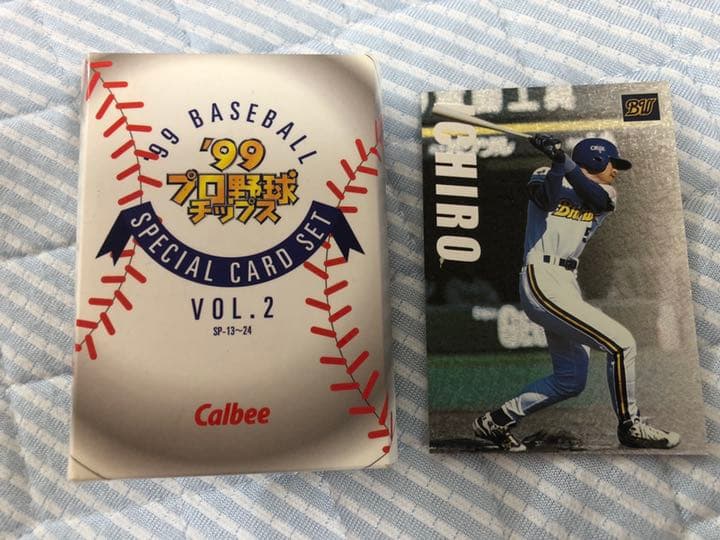 '99 BASEBALL
'99
プロ野球
チップス
SPECIAL CARD SET
VOL.2
SP-13〜24
Calbee
ICHIRO
BW